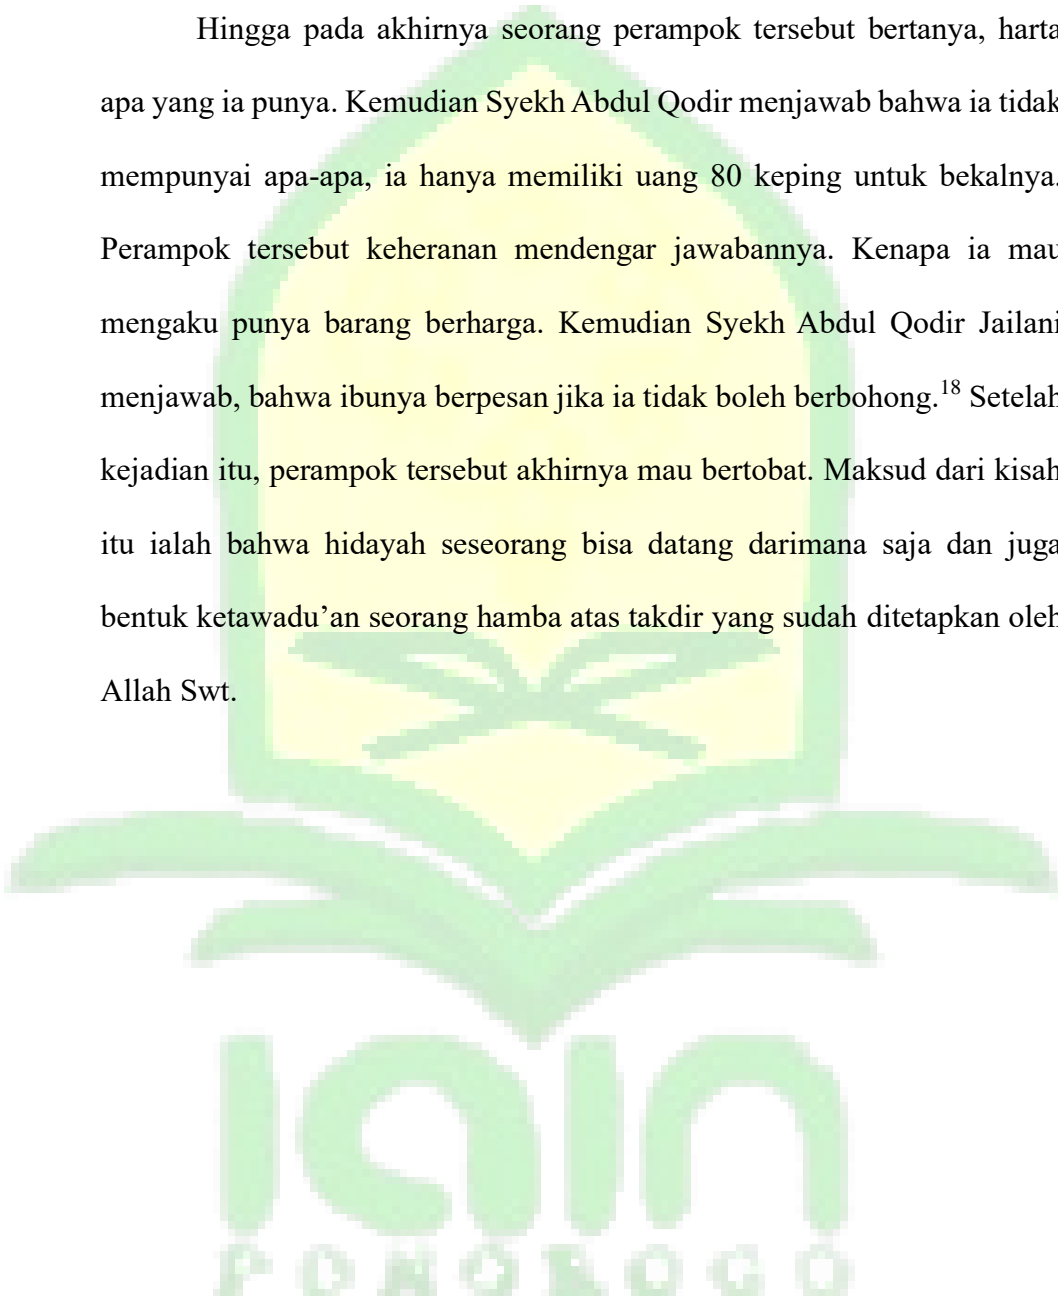 Hingga pada akhirnya seorang perampok tersebut bertanya, harta
apa yang ia punya. Kemudian Syekh Abdul Qodir menjawab bahwa ia tidak
mempunyai apa-apa, ia hanya memiliki uang 80 keping untuk bekalnya.
Perampok tersebut keheranan mendengar jawabannya. Kenapa ia mau
mengaku punya barang berharga. Kemudian Syekh Abdul Qodir Jailani
menjawab, bahwa ibunya berpesan jika ia tidak boleh berbohong.18 Setelah
kejadian itu, perampok tersebut akhirnya mau bertobat. Maksud dari kisah
itu ialah bahwa hidayah seseorang bisa datang darimana saja dan juga
bentuk ketawadu’an seorang hamba atas takdir yang sudah ditetapkan oleh
Allah Swt.
iain
PONOROGO